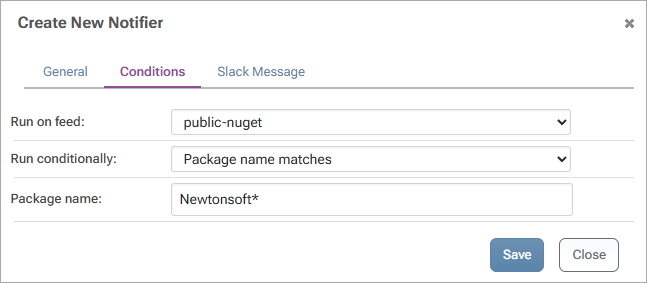 Create New Notifier
General Conditions Slack Message
Run on feed: public-nuget
Run conditionally: Package name matches
Package name: Newtonsoft*
Save Close